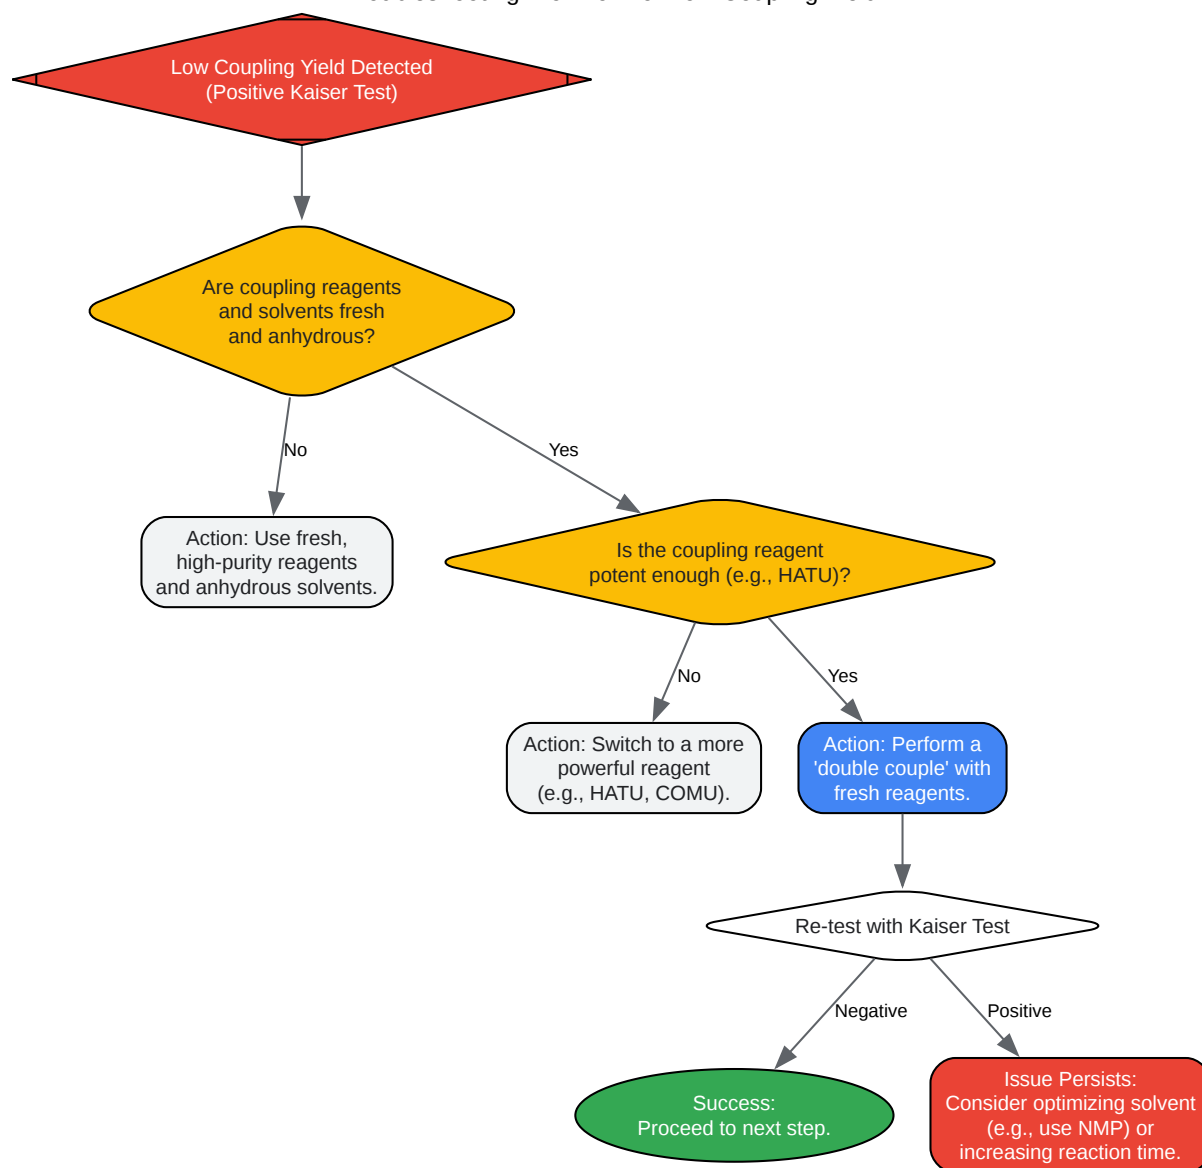 Low Coupling Yield Detected
(Positive Kaiser Test)
Are coupling reagents
and solvents fresh
and anhydrous?
No
Yes
Action: Use fresh,
high-purity reagents
and anhydrous solvents.
Is the coupling reagent
potent enough (e.g., HATU)?
No
Yes
Action: Switch to a more
powerful reagent
(e.g., HATU, COMU).
Action: Perform a
'double couple' with
fresh reagents.
Re-test with Kaiser Test
Negative
Positive
Success:
Proceed to next step.
Issue Persists:
Consider optimizing solvent
(e.g., use NMP) or
increasing reaction time.